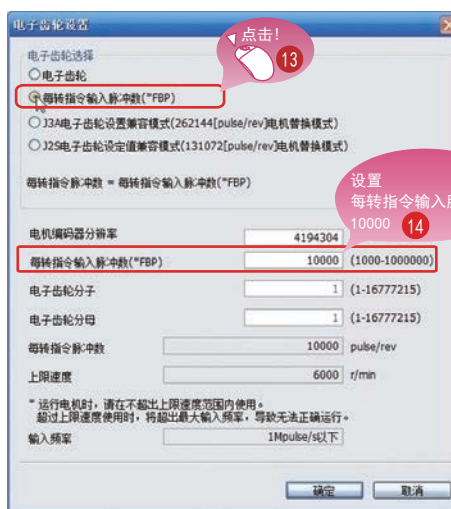 电子齿轮设置
点击!
13
电子齿轮选择
电子齿轮
每转指令输入脉冲数(*FBP)
J3A电子齿轮设置兼容模式(262144[pulse/rev]电机替换模式)
J2S电子齿轮设定值兼容模式(131072[pulse/rev]电机替换模式)
每转指令脉冲数 = 每转指令输入脉冲数(*FBP)
设置
每转指令输入脉
10000 14
电机编码器分辨率 4194304
每转指令输入脉冲数(*FBP) 10000 (1000-1000000)
电子齿轮分子 1 (1-16777215)
电子齿轮分母 1 (1-16777215)
每转指令脉冲数 10000 pulse/rev
上限速度 6000 r/min
* 运行电机时，请在不超出上限速度范围内使用。
超过上限速度使用时，将超出最大输入频率，导致无法正确运行。
输入频率 1Mpulse/s以下
确定 取消